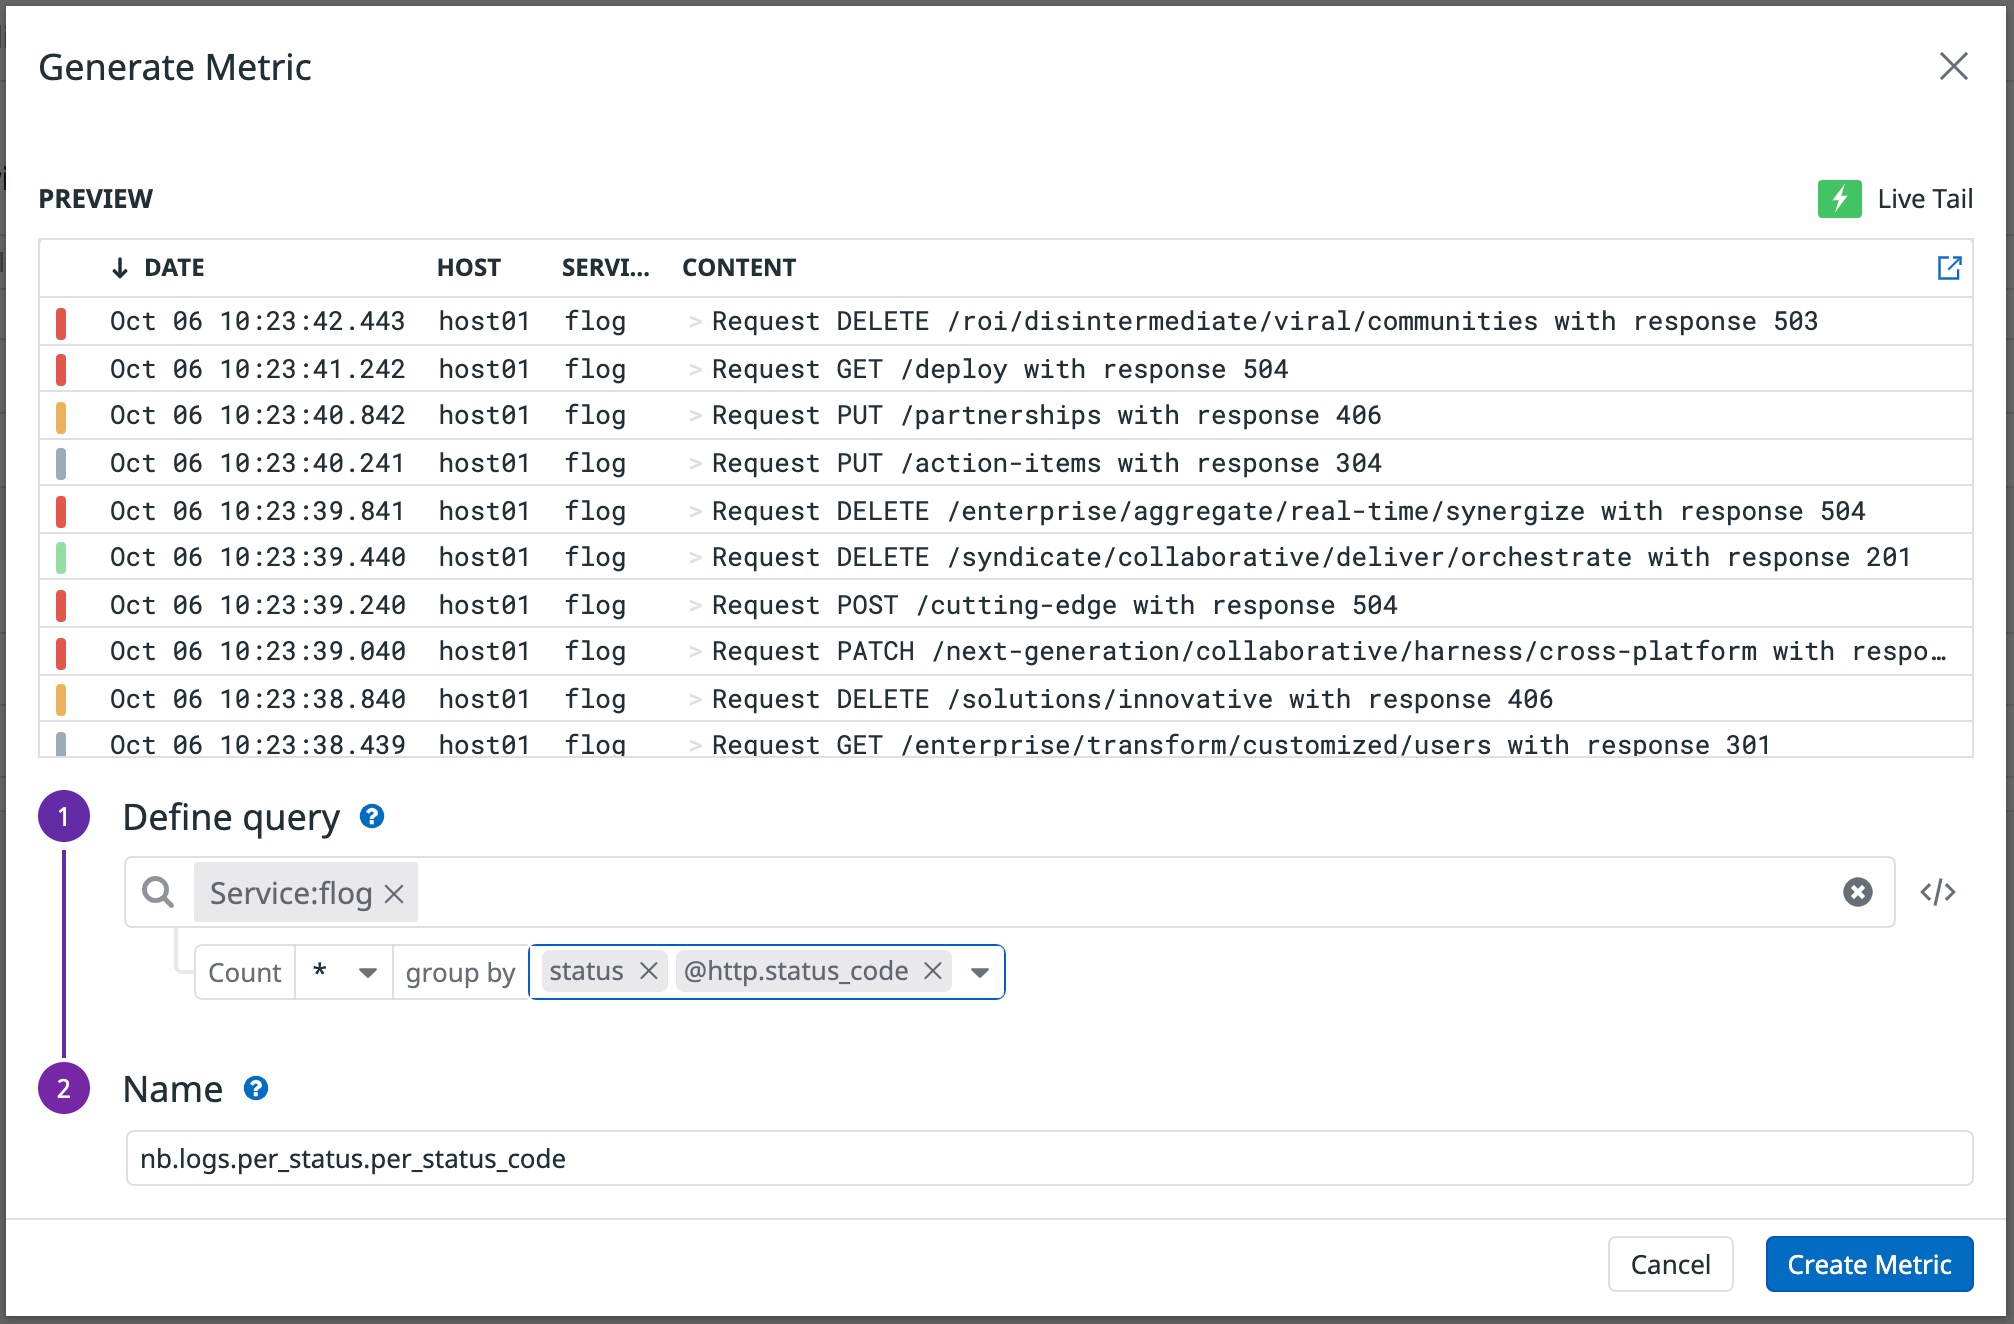 Generate Metric
PREVIEW
Live Tail
DATE HOST SERVI... CONTENT
Oct 06 10:23:42.443 host01 flog > Request DELETE /roi/disintermediate/viral/communities with response 503
Oct 06 10:23:41.242 host01 flog > Request GET /deploy with response 504
Oct 06 10:23:40.842 host01 flog > Request PUT /partnerships with response 406
Oct 06 10:23:40.241 host01 flog > Request PUT /action-items with response 304
Oct 06 10:23:39.841 host01 flog > Request DELETE /enterprise/aggregate/real-time/synergize with response 504
Oct 06 10:23:39.440 host01 flog > Request DELETE /syndicate/collaborative/deliver/orchestrate with response 201
Oct 06 10:23:39.240 host01 flog > Request POST /cutting-edge with response 504
Oct 06 10:23:39.040 host01 flog > Request PATCH /next-generation/collaborative/harness/cross-platform with respo…
Oct 06 10:23:38.840 host01 flog > Request DELETE /solutions/innovative with response 406
Oct 06 10:23:38.439 host01 flog > Request GET /enterprise/transform/customized/users with response 301
1 Define query ?
Service:flog </>
Count * group by status @http.status_code
2 Name ?
nb.logs.per_status.per_status_code
Cancel Create Metric